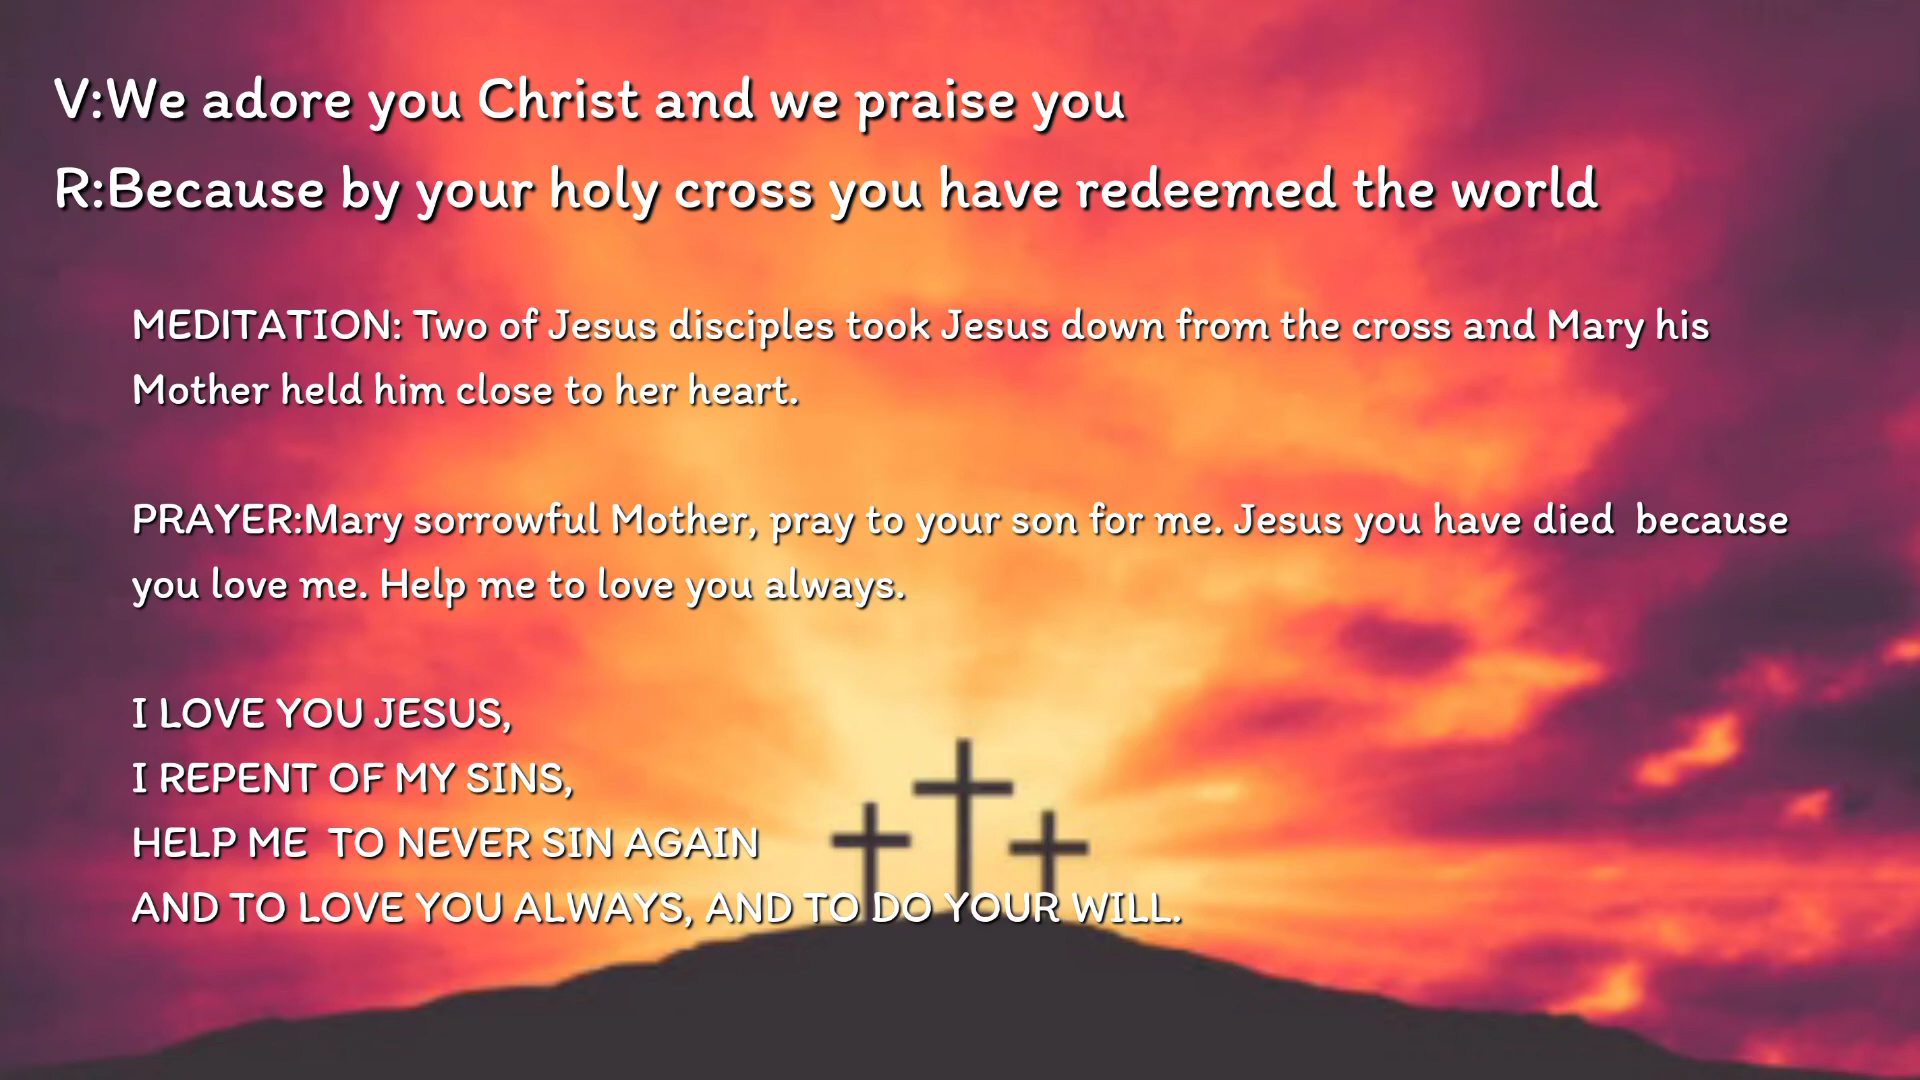 V:We adore you Christ and we praise you
R:Because by your holy cross you have redeemed the world
MEDITATION: Two of Jesus disciples took Jesus down from the cross and Mary his
Mother held him close to her heart.
PRAYER:Mary sorrowful Mother, pray to your son for me. Jesus you have died  because
you love me. Help me to love you always.
I LOVE YOU JESUS,
I REPENT OF MY SINS,
HELP ME  TO NEVER SIN AGAIN
AND TO LOVE YOU ALWAYS, AND TO DO YOUR WILL.